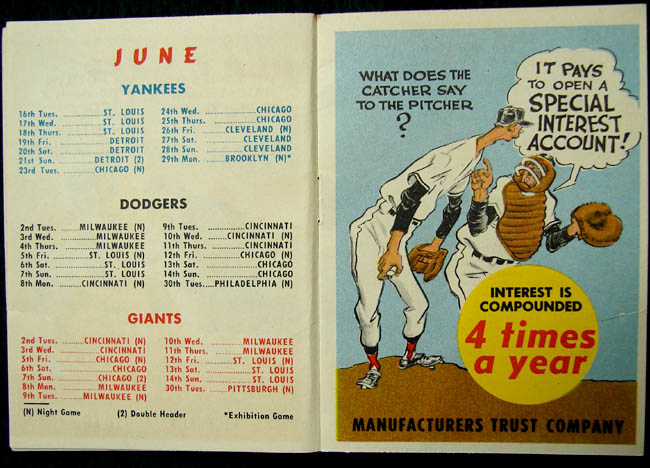 JUNE
YANKEES
16th Tues. ............ST. LOUIS
17th Wed. ............ST. LOUIS
18th Thurs. ............ST. LOUIS
19th Fri. ............DETROIT
20th Sat. ............DETROIT
21st Sun. ............DETROIT (2)
23rd Tues. ............CHICAGO (N)
24th Wed. ............CHICAGO
25th Thurs. ............CHICAGO
26th Fri. ............CLEVELAND (N)
27th Sat. ............CLEVELAND
28th Sun. ............CLEVELAND
29th Mon. ............BROOKLYN (N)*
DODGERS
2nd Tues. ............MILWAUKEE (N)
3rd Wed. ............MILWAUKEE
4th Thurs. ............MILWAUKEE
5th Fri. ............ST. LOUIS (N)
6th Sat. ............ST. LOUIS
7th Sun. ............ST. LOUIS
8th Mon. ............CINCINNATI
9th Tues. ............CINCINNATI
10th Wed. ............CINCINNATI (N)
11th Thurs. ............CINCINNATI
12th Fri. ............CHICAGO (N)
13th Sat. ............CHICAGO
14th Sun. ............CHICAGO
30th Tues. ............PHILADELPHIA (N)
GIANTS
2nd Tues. ............CINCINNATI (N)
3rd Wed. ............CINCINNATI
5th Fri. ............CHICAGO (N)
6th Sat. ............CHICAGO
7th Sun. ............CHICAGO (2)
8th Mon. ............MILWAUKEE
9th Tues. ............MILWAUKEE (N)
10th Wed. ............MILWAUKEE
11th Thurs. ............MILWAUKEE
12th Fri. ............ST. LOUIS (N)
13th Sat. ............ST. LOUIS
14th Sun. ............ST. LOUIS
30th Tues. ............PITTSBURGH (N)
(N) Night Game (2) Double Header *Exhibition Game
WHAT DOES THE
CATCHER SAY
TO THE PITCHER
?
IT PAYS
TO OPEN A
SPECIAL
INTEREST
ACCOUNT!
INTEREST IS
COMPOUNDED
4 times
a year
MANUFACTURERS TRUST COMPANY